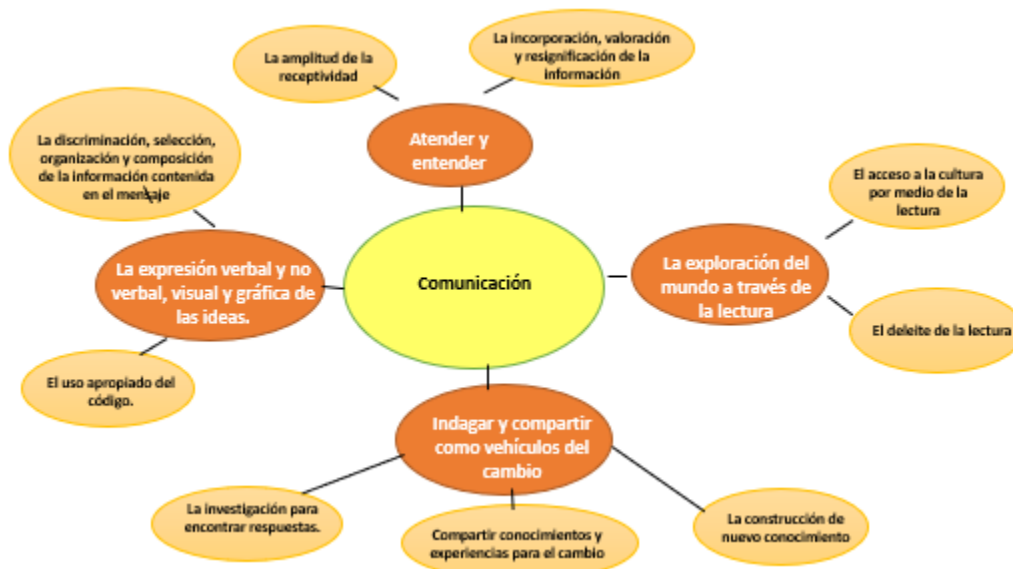 La amplitud de la
receptividad
La incorporación, valoración
y resignificación de la
información
Atender y
entender
La discriminación, selección,
organización y composición
de la información contenida
en el mensaje
La expresión verbal y no
verbal, visual y gráfica de
las ideas.
El uso apropiado del
código.
Comunicación
El acceso a la cultura
por medio de la
lectura
La exploración del
mundo a través de
la lectura
El deleite de la lectura
Indagar y compartir
como vehículos del
cambio
La investigación para
encontrar respuestas.
Compartir conocimientos y
experiencias para el cambio
La construcción de
nuevo conocimiento